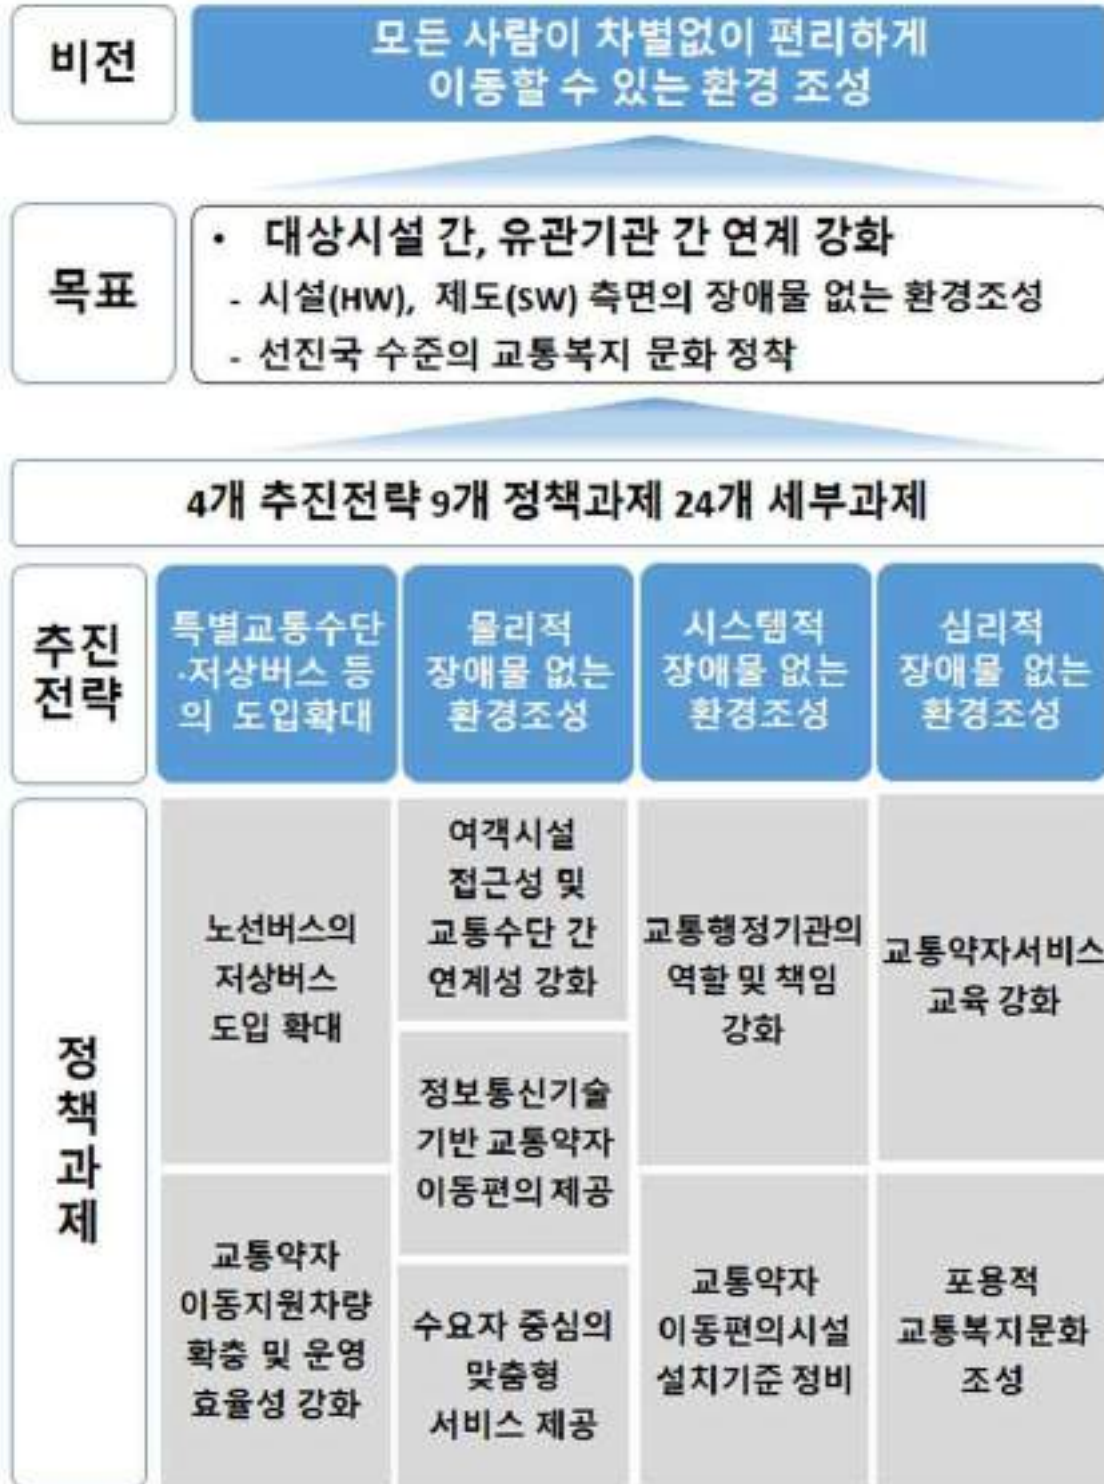 비전
모든 사람이 차별없이 편리하게
이동할 수 있는 환경 조성
목표
• 대상시설 간, 유관기관 간 연계 강화
- 시설(HW), 제도(SW) 측면의 장애물 없는 환경조성
- 선진국 수준의 교통복지 문화 정착
4개 추진전략 9개 정책과제 24개 세부과제
추진
전략
특별교통수단
·저상버스 등
의 도입확대
물리적
장애물 없는
환경조성
시스템적
장애물 없는
환경조성
심리적
장애물 없는
환경조성
정
책
과
제
노선버스의
저상버스
도입 확대
교통약자
이동지원차량
확충 및 운영
효율성 강화
여객시설
접근성 및
교통수단 간
연계성 강화
정보통신기술
기반 교통약자
이동편의 제공
수요자 중심의
맞춤형
서비스 제공
교통행정기관의
역할 및 책임
강화
교통약자
이동편의시설
설치기준 정비
교통약자서비스
교육 강화
포용적
교통복지문화
조성